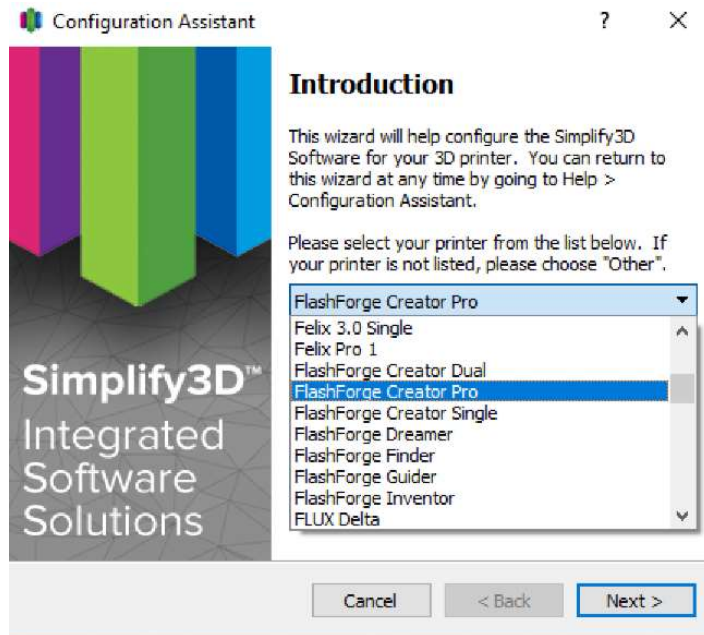 Configuration Assistant
?
Introduction
This wizard will help configure the Simplify3D
Software for your 3D printer. You can return to
this wizard at any time by going to Help >
Configuration Assistant.
Please select your printer from the list below. If
your printer is not listed, please choose "Other".
FlashForge Creator Pro
Felix 3.0 Single
Felix Pro 1
FlashForge Creator Dual
FlashForge Creator Pro
FlashForge Creator Single
FlashForge Dreamer
FlashForge Finder
FlashForge Guider
FlashForge Inventor
FLUX Delta
Simplify3D™
Integrated
Software
Solutions
Cancel
< Back
Next >